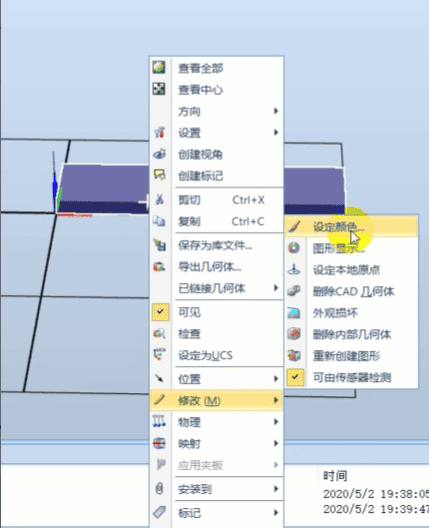 查看全部
查看中心
方向
设置
创建视角
创建标记
剪切 Ctrl+X
复制 Ctrl+C
保存为库文件...
导出几何体...
已链接几何体
可见
检查
设定为UCS
位置
修改 (M)
物理
映射
应用夹板
安装到
标记
设定颜色...
图形显示...
设定本地原点
删除CAD 几何体
外观损坏
删除内部几何体
重新创建图形
可由传感器检测
时间
2020/5/2 19:38:05
2020/5/2 19:39:47